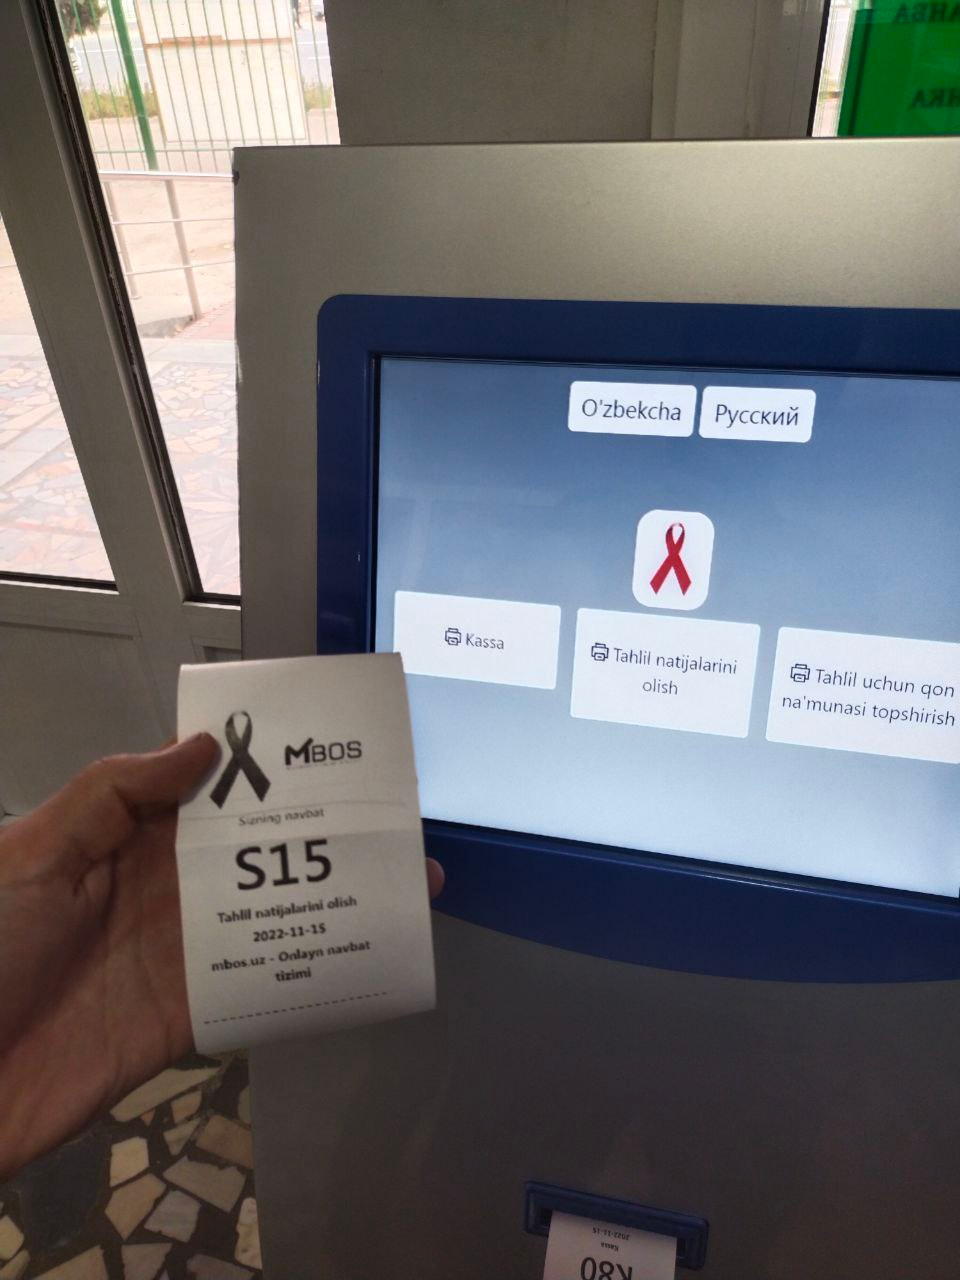 O'zbekcha
Русский
Kassa
Tahlil natijalarini
olish
Tahlil uchun qon
na'munasi topshirish
MBOS
Sizning navbat
S15
Tahlil natijalarini olish
2022-11-15
mbos.uz - Onlayn navbat
tizimi
2022-11-15
Kassa
K80